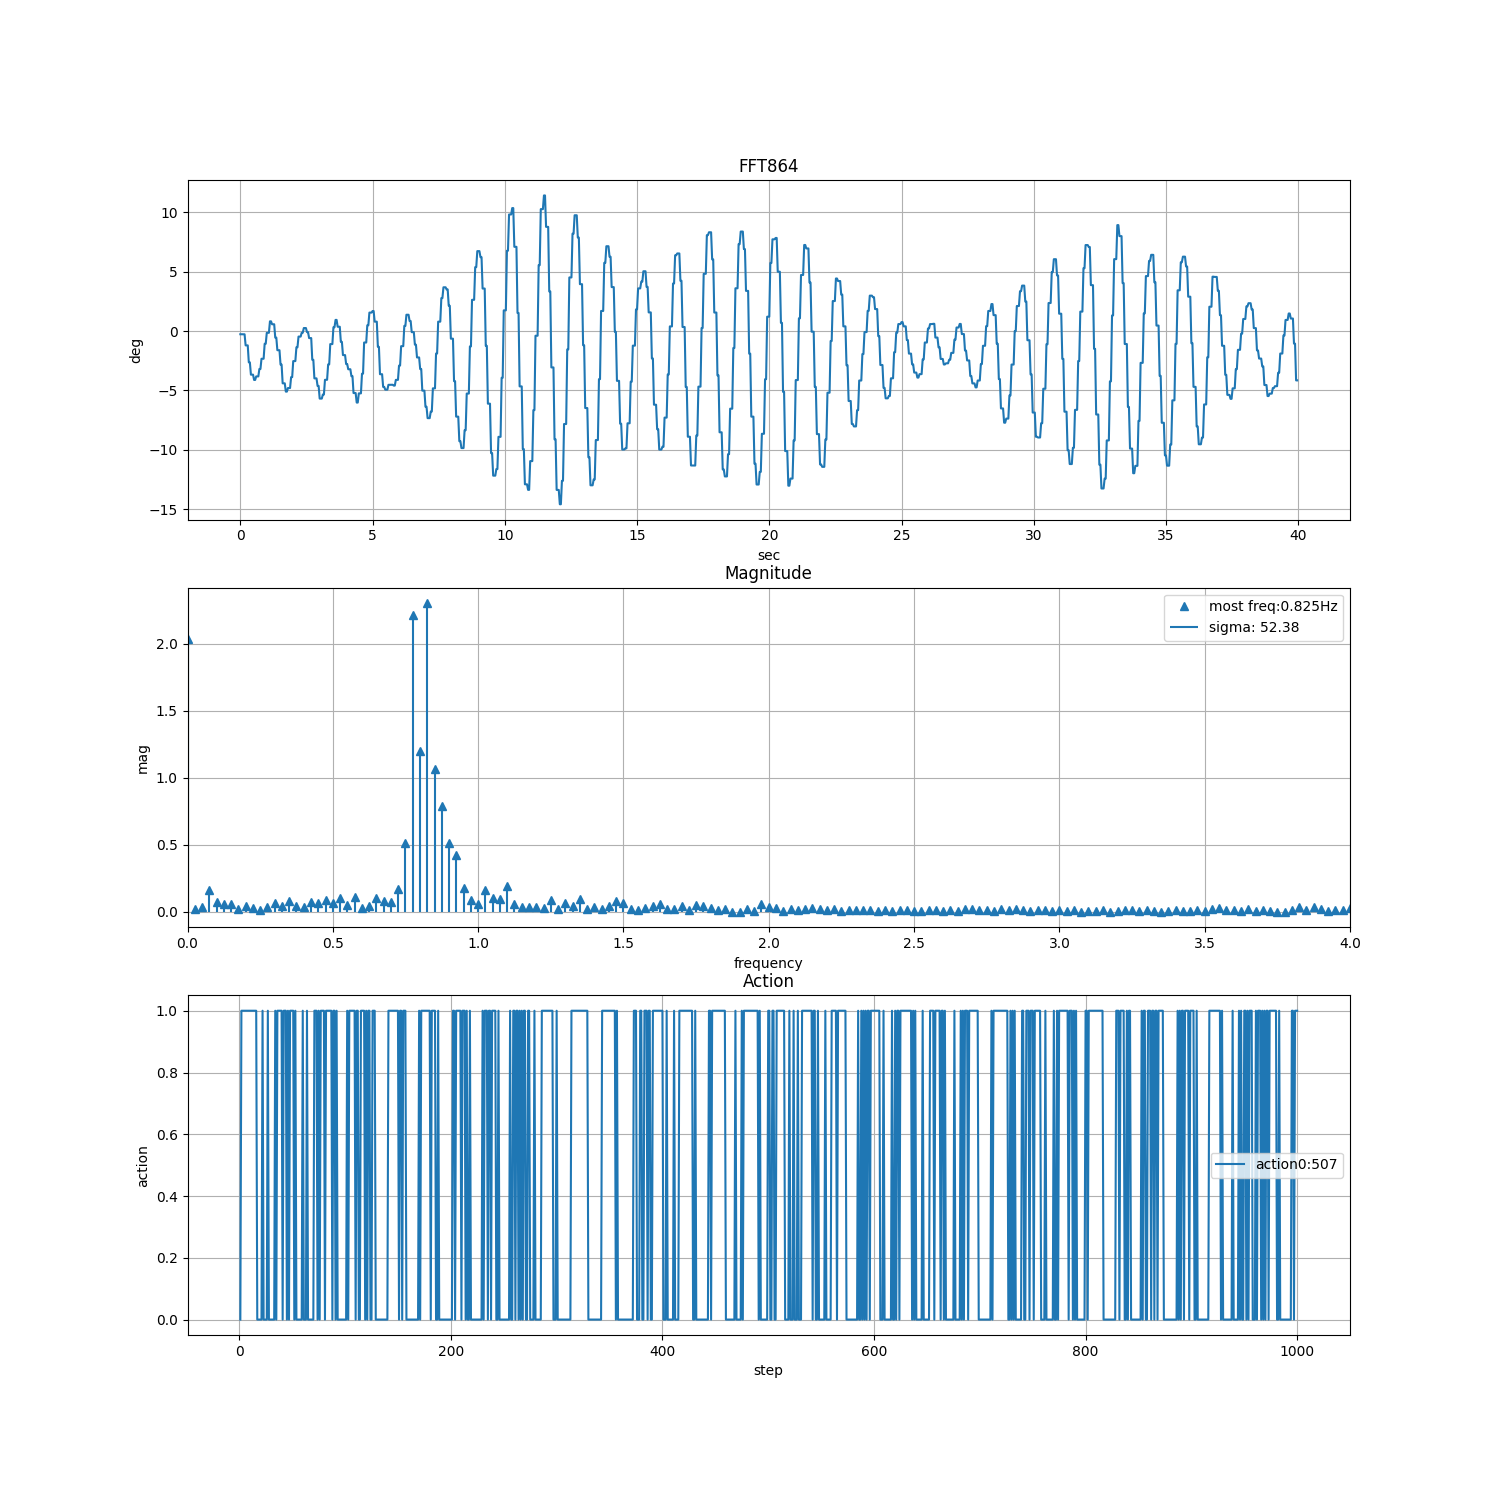 FFT864
10
5
0
−5
−10
−15
deg
0 5 10 15 20 25 30 35 40
sec
Magnitude
most freq:0.825Hz
sigma: 52.38
2.0
1.5
1.0
0.5
0.0
mag
0.0 0.5 1.0 1.5 2.0 2.5 3.0 3.5 4.0
frequency
Action
1.0
0.8
0.6
0.4
0.2
0.0
action
action0:507
0 200 400 600 800 1000
step